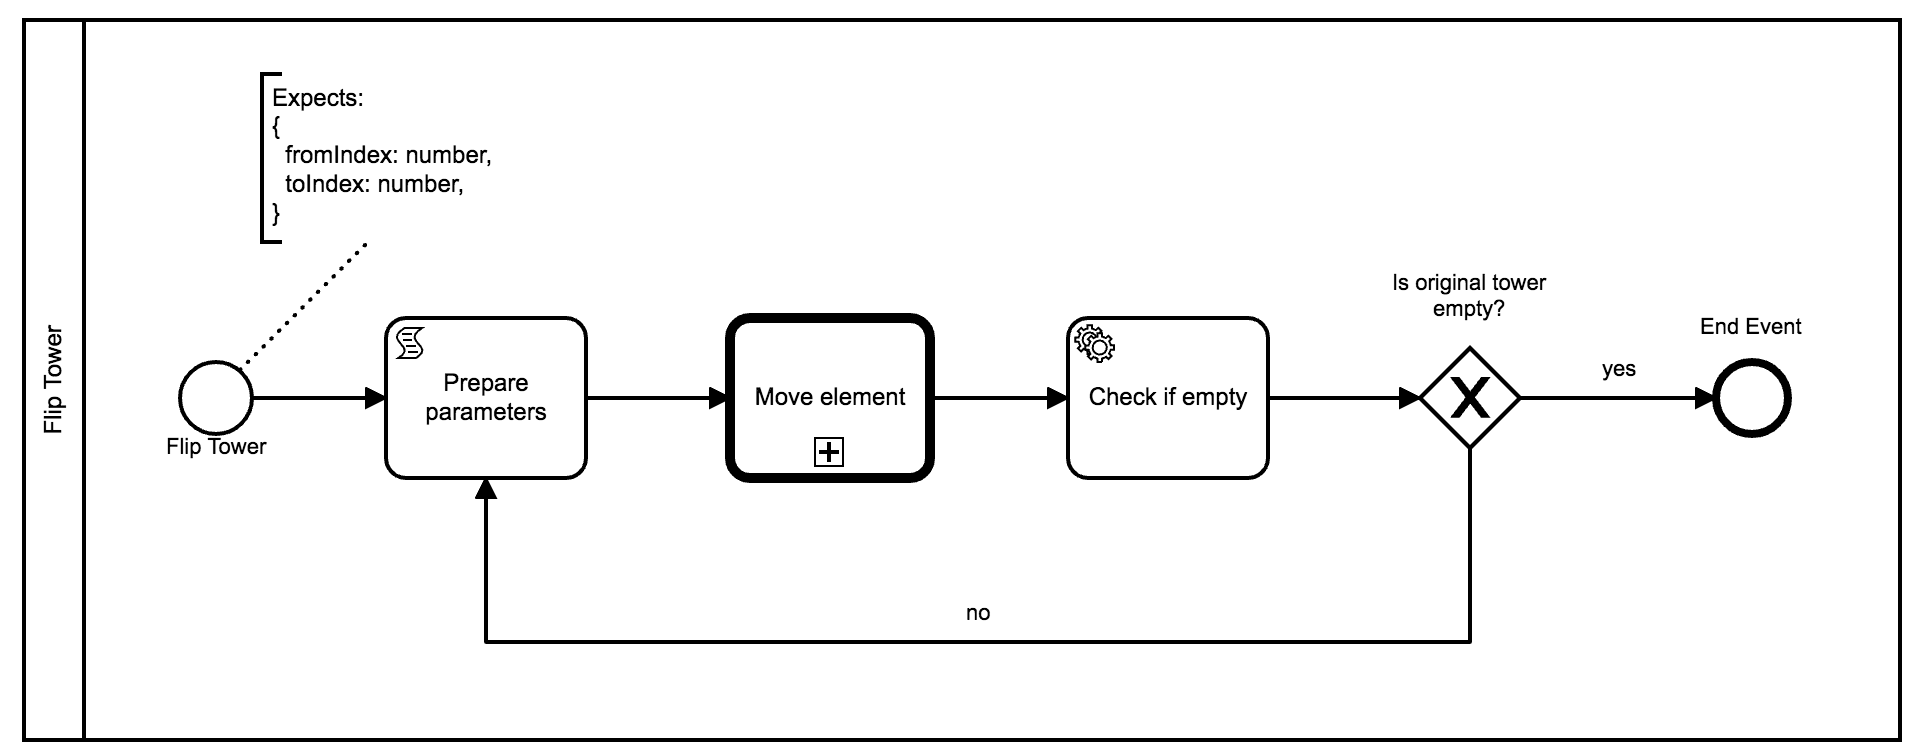 Flip Tower
Expects:
{
fromIndex: number,
toIndex: number,
}
Flip Tower
Prepare
parameters
Move element
Check if empty
Is original tower
empty?
X
yes
End Event
no